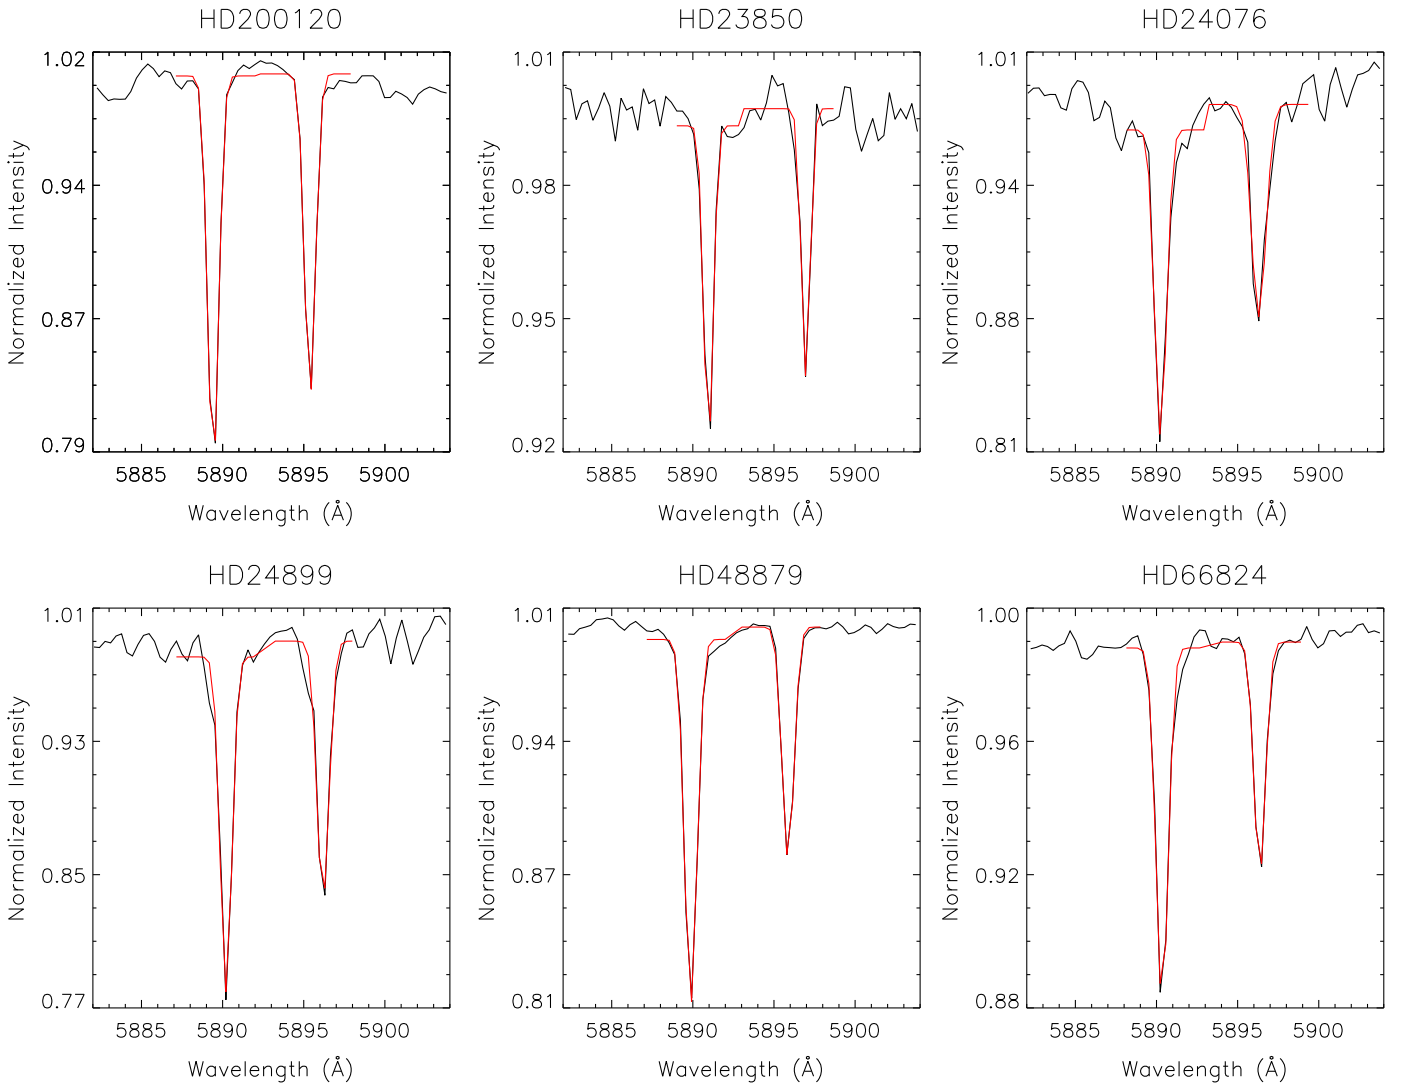 HD200120
HD23850
HD24076
1.02
0.94
0.87
0.79
Normalized Intensity
5885 5890 5895 5900
Wavelength (Å)
1.01
0.98
0.95
0.92
Normalized Intensity
5885 5890 5895 5900
Wavelength (Å)
1.01
0.94
0.88
0.81
Normalized Intensity
5885 5890 5895 5900
Wavelength (Å)
HD24899
HD48879
HD66824
1.01
0.93
0.85
0.77
Normalized Intensity
5885 5890 5895 5900
Wavelength (Å)
1.01
0.94
0.87
0.81
Normalized Intensity
5885 5890 5895 5900
Wavelength (Å)
1.00
0.96
0.92
0.88
Normalized Intensity
5885 5890 5895 5900
Wavelength (Å)